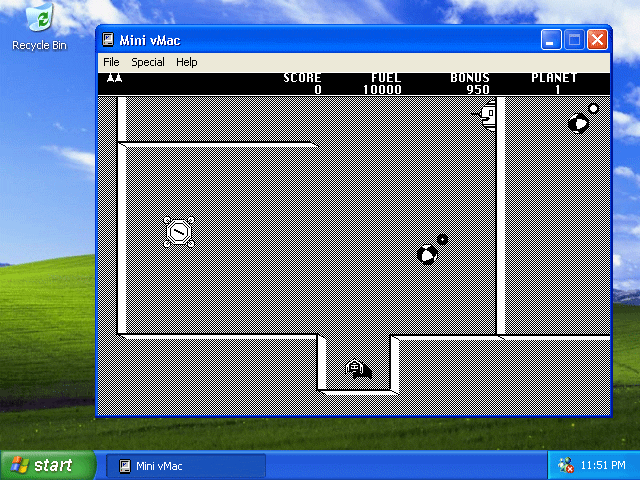 Recycle Bin
Mini vMac
File Special Help
SCORE FUEL BONUS PLANET
0 10000 950 1
start Mini vMac 11:51 PM